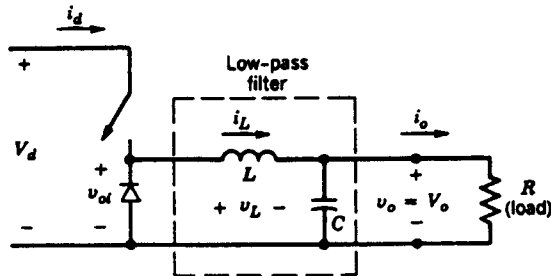 i_d
+
Low-pass
filter
i_L
i_o
V_d
+
L
+
R
(load)
v_oi
+ v_L −
C
v_o = V_o
−
−
−